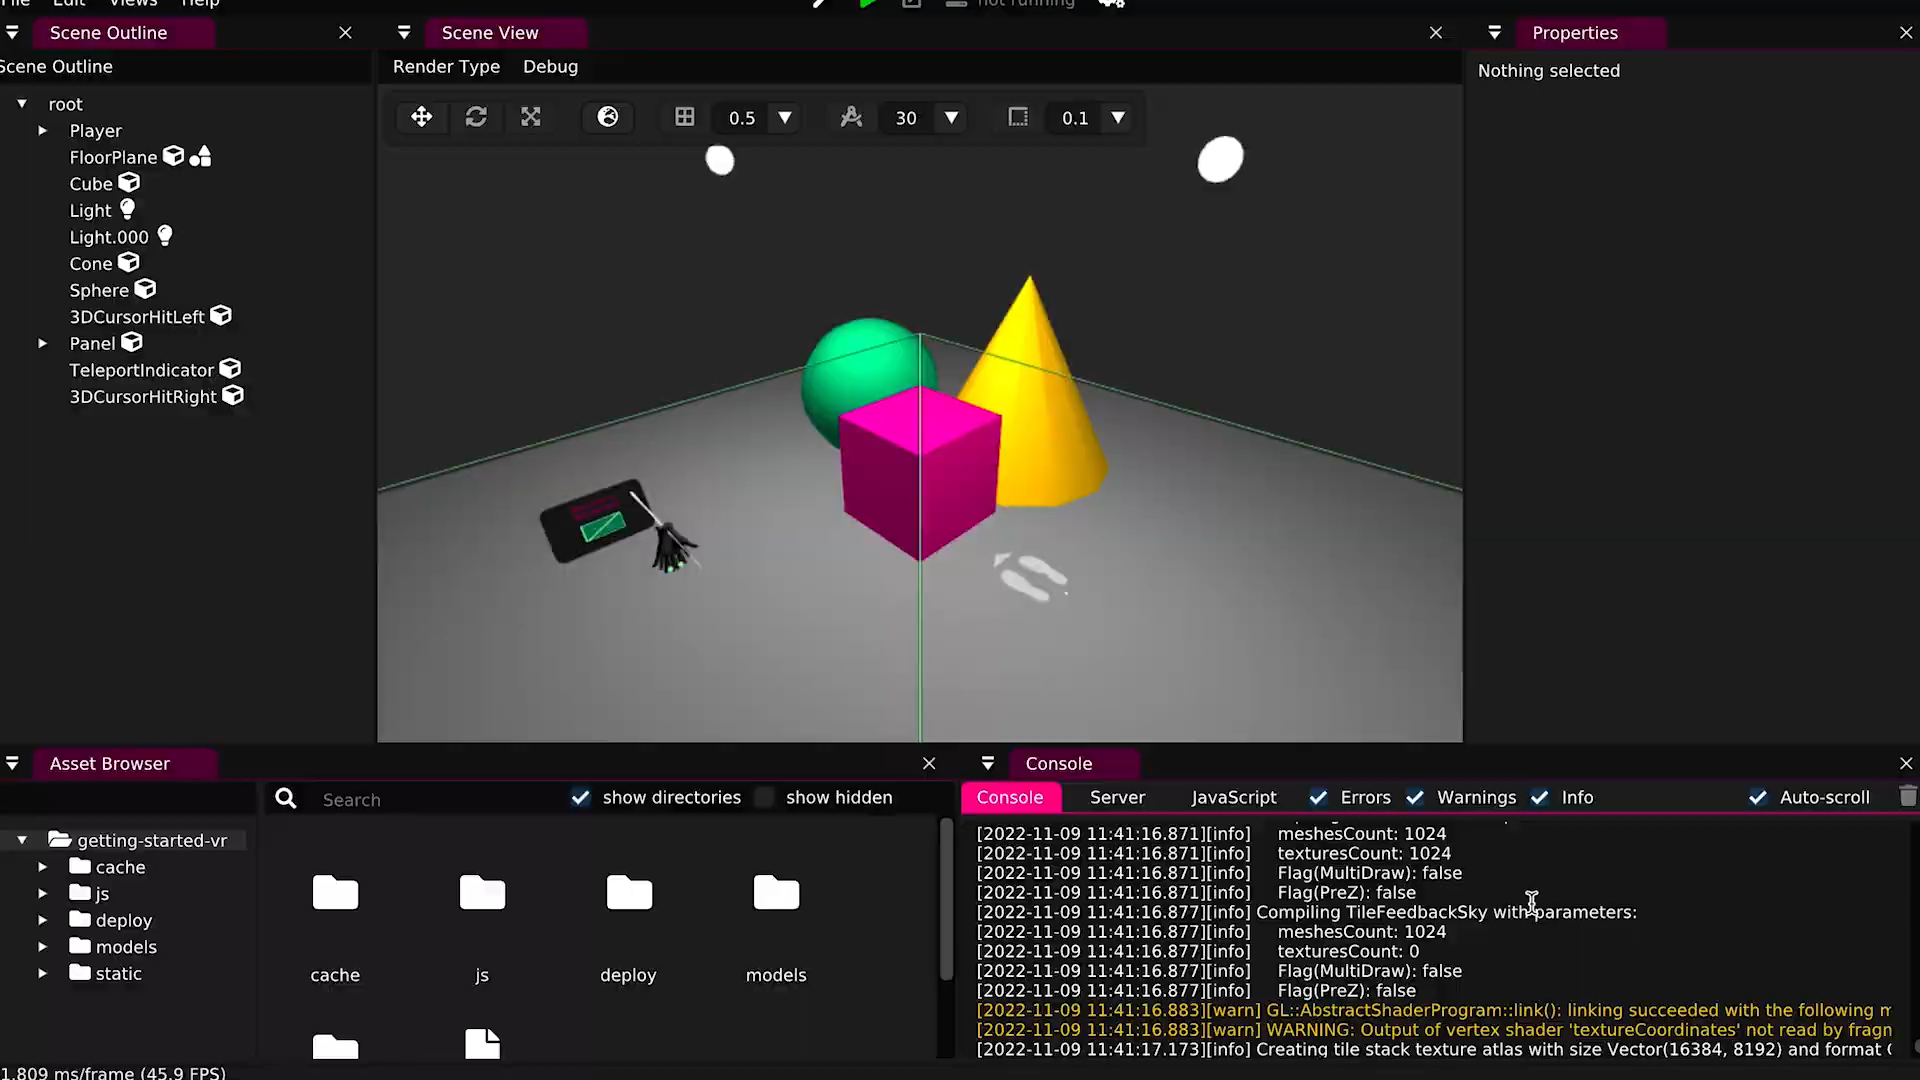 File Edit Views Help
not running
Scene Outline
Scene View
Properties
Scene Outline
Render Type Debug
Nothing selected
root
Player
FloorPlane
Cube
Light
Light.000
Cone
Sphere
3DCursorHitLeft
Panel
TeleportIndicator
3DCursorHitRight
0.5
30
0.1
Asset Browser
Search
show directories
show hidden
getting-started-vr
cache
js
deploy
models
static
cache
js
deploy
models
Console
Console Server JavaScript Errors Warnings Info Auto-scroll
[2022-11-09 11:41:16.871][info] meshesCount: 1024
[2022-11-09 11:41:16.871][info] texturesCount: 1024
[2022-11-09 11:41:16.871][info] Flag(MultiDraw): false
[2022-11-09 11:41:16.871][info] Flag(PreZ): false
[2022-11-09 11:41:16.877][info] Compiling TileFeedbackSky with parameters:
[2022-11-09 11:41:16.877][info] meshesCount: 1024
[2022-11-09 11:41:16.877][info] texturesCount: 0
[2022-11-09 11:41:16.877][info] Flag(MultiDraw): false
[2022-11-09 11:41:16.877][info] Flag(PreZ): false
[2022-11-09 11:41:16.883][warn] GL::AbstractShaderProgram::link(): linking succeeded with the following m
[2022-11-09 11:41:16.883][warn] WARNING: Output of vertex shader 'textureCoordinates' not read by fragm
[2022-11-09 11:41:17.173][info] Creating tile stack texture atlas with size Vector(16384, 8192) and format
1.809 ms/frame (45.9 FPS)